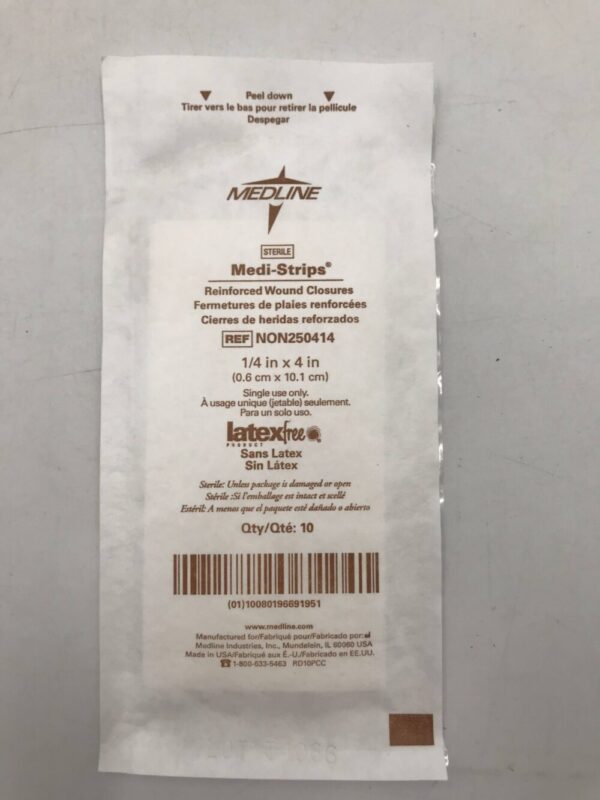 Peel down
Tirer vers le bas pour retirer la pellicule
Despegar
MEDLINE
STERILE
Medi-Strips®
Reinforced Wound Closures
Fermetures de plaies renforcées
Cierres de heridas reforzados
REF NON250414
1/4 in x 4 in
(0.6 cm x 10.1 cm)
Single use only.
À usage unique (jetable) seulement.
Para un solo uso.
latexfree
PRODUCT
Sans Latex
Sin Látex
Sterile: Unless package is damaged or open
Stérile :Si l'emballage est intact et scellé
Estéril: A menos que el paquete esté dañado o abierto
Qty/Qté: 10
(01)10080196691951
www.medline.com
Manufactured for/Fabriqué pour/Fabricado por:
Medline Industries, Inc., Mundelein, IL 60060 USA
Made in USA/Fabriqué aux É.-U./Fabricado en EE.UU.
1-800-633-5463 RD10PCC